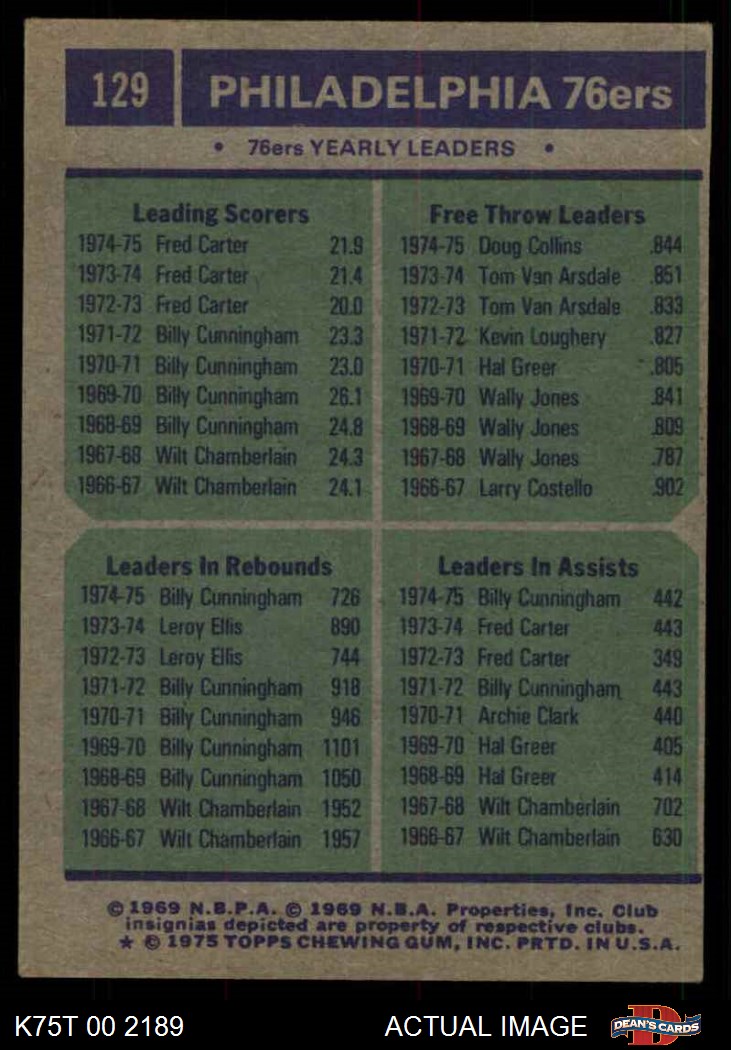 129 PHILADELPHIA 76ers
• 76ers YEARLY LEADERS •
Leading Scorers
1974-75 Fred Carter 21.9
1973-74 Fred Carter 21.4
1972-73 Fred Carter 20.0
1971-72 Billy Cunningham 23.3
1970-71 Billy Cunningham 23.0
1969-70 Billy Cunningham 26.1
1968-69 Billy Cunningham 24.8
1967-68 Wilt Chamberlain 24.3
1966-67 Wilt Chamberlain 24.1
Free Throw Leaders
1974-75 Doug Collins .844
1973-74 Tom Van Arsdale .851
1972-73 Tom Van Arsdale .833
1971-72 Kevin Loughery .827
1970-71 Hal Greer .805
1969-70 Wally Jones .841
1968-69 Wally Jones .809
1967-68 Wally Jones .787
1966-67 Larry Costello .902
Leaders In Rebounds
1974-75 Billy Cunningham 726
1973-74 Leroy Ellis 890
1972-73 Leroy Ellis 744
1971-72 Billy Cunningham 918
1970-71 Billy Cunningham 946
1969-70 Billy Cunningham 1101
1968-69 Billy Cunningham 1050
1967-68 Wilt Chamberlain 1952
1966-67 Wilt Chamberlain 1957
Leaders In Assists
1974-75 Billy Cunningham 442
1973-74 Fred Carter 443
1972-73 Fred Carter 349
1971-72 Billy Cunningham 443
1970-71 Archie Clark 440
1969-70 Hal Greer 405
1968-69 Hal Greer 414
1967-68 Wilt Chamberlain 702
1966-67 Wilt Chamberlain 630
© 1969 N.B.P.A. © 1969 N.B.A. Properties, Inc. Club
insignias depicted are property of respective clubs.
★ © 1975 TOPPS CHEWING GUM, INC. PRTD. IN U.S.A.
K75T 00 2189 ACTUAL IMAGE DEAN'S CARDS